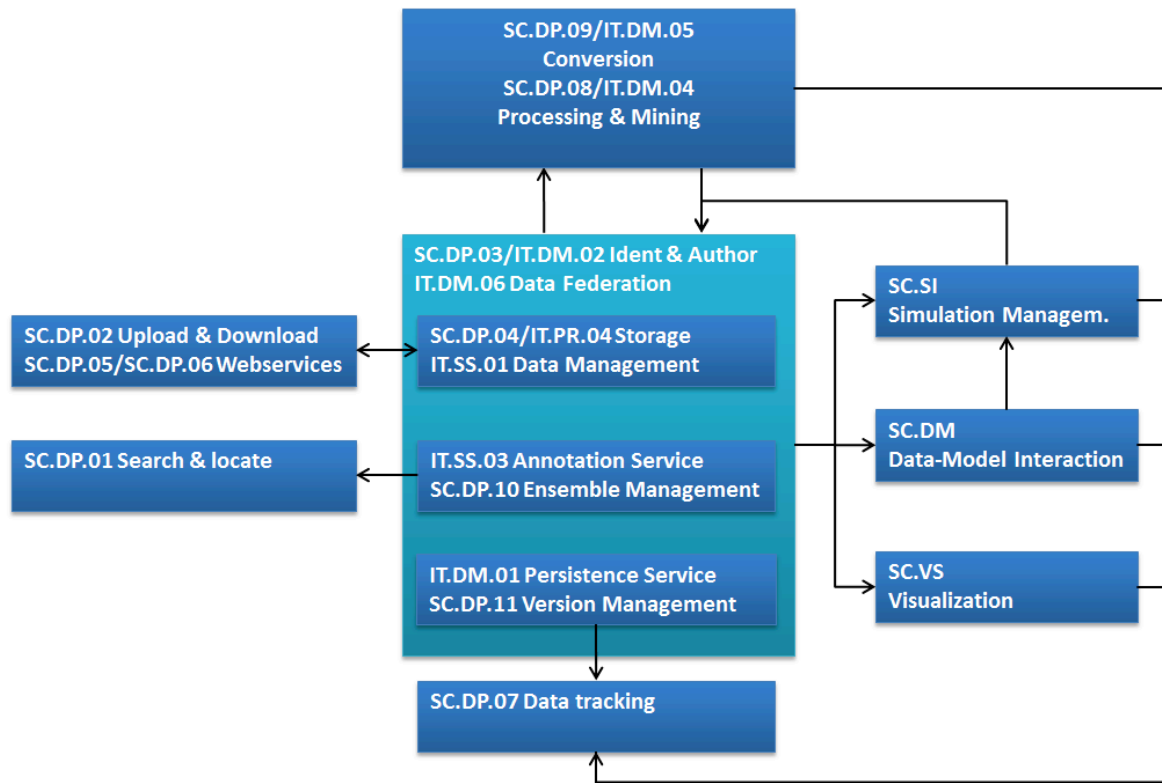 SC.DP.09/IT.DM.05
Conversion
SC.DP.08/IT.DM.04
Processing & Mining
SC.DP.03/IT.DM.02 Ident & Author
IT.DM.06 Data Federation
SC.DP.02 Upload & Download
SC.DP.05/SC.DP.06 Webservices
SC.DP.04/IT.PR.04 Storage
IT.SS.01 Data Management
SC.SI
Simulation Managem.
SC.DP.01 Search & locate
IT.SS.03 Annotation Service
SC.DP.10 Ensemble Management
SC.DM
Data-Model Interaction
IT.DM.01 Persistence Service
SC.DP.11 Version Management
SC.VS
Visualization
SC.DP.07 Data tracking